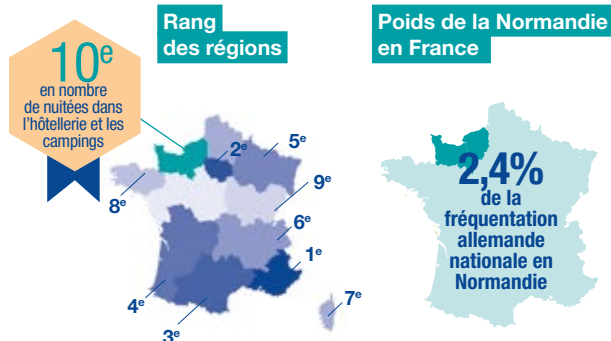 Rang
des régions
Poids de la Normandie
en France
10e
en nombre
de nuitées dans
l'hôtellerie et les
campings
2e
5e
8e
9e
6e
1e
4e
3e
7e
2,4%
de la
fréquentation
allemande
nationale en
Normandie